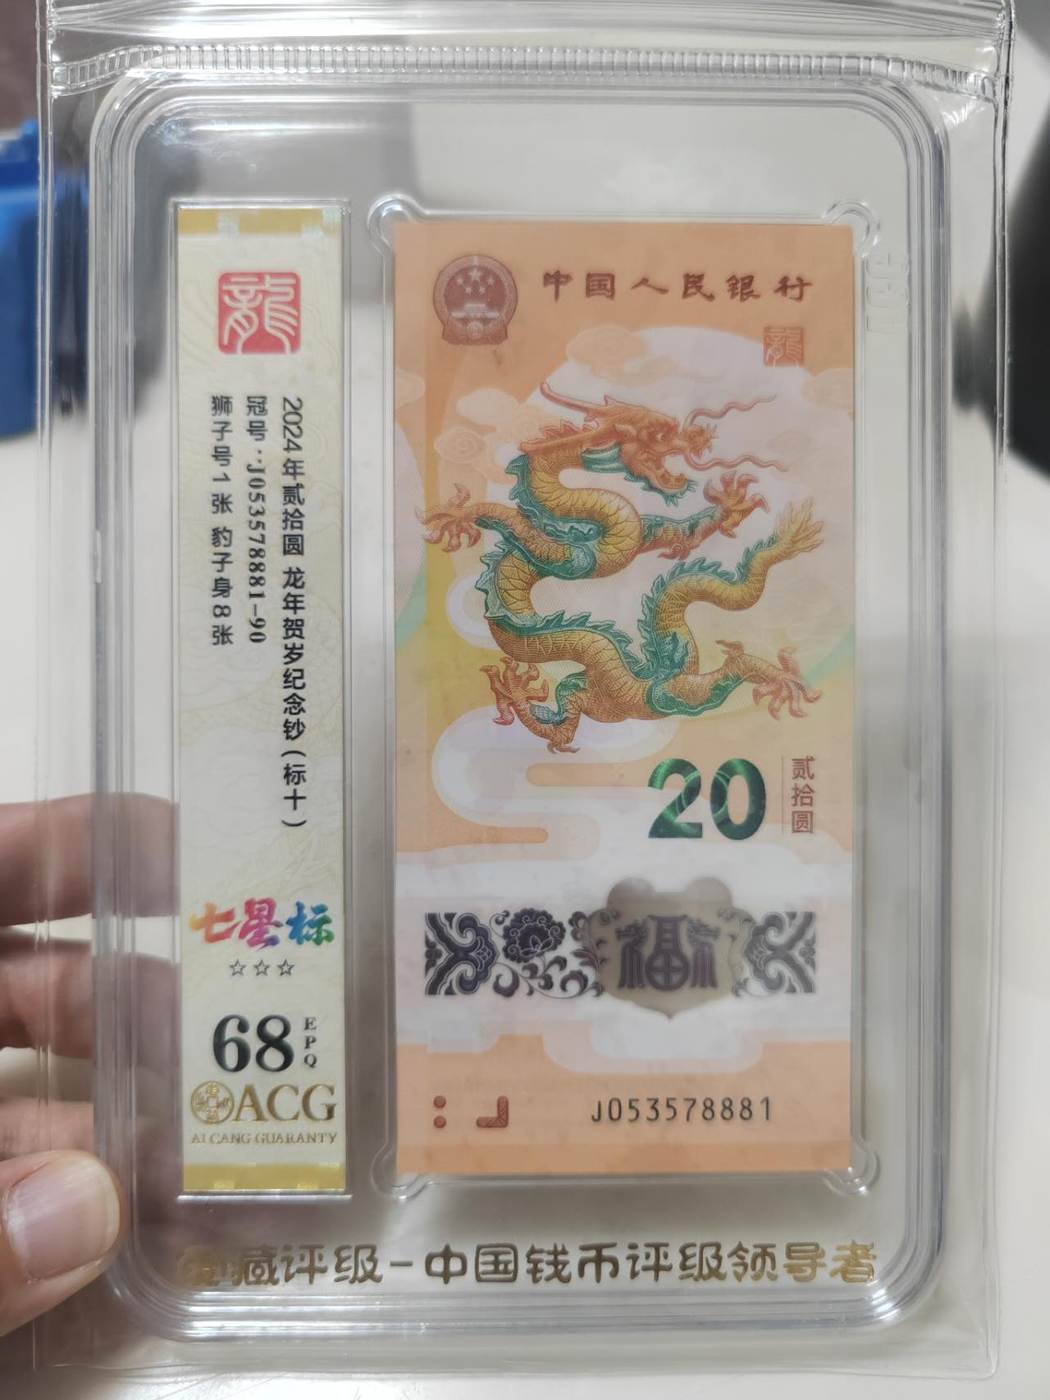 龍
2024年贰拾圆 龙年贺岁纪念钞(标十)
冠号:J053578881-90
狮子号1张 豹子身8张
七星标
☆☆☆
68
EPQ
ACG
AI CANG GUARANTY
中国人民银行
龍
20
贰拾圆
福
J053578881
爱藏评级-中国钱币评级领导者